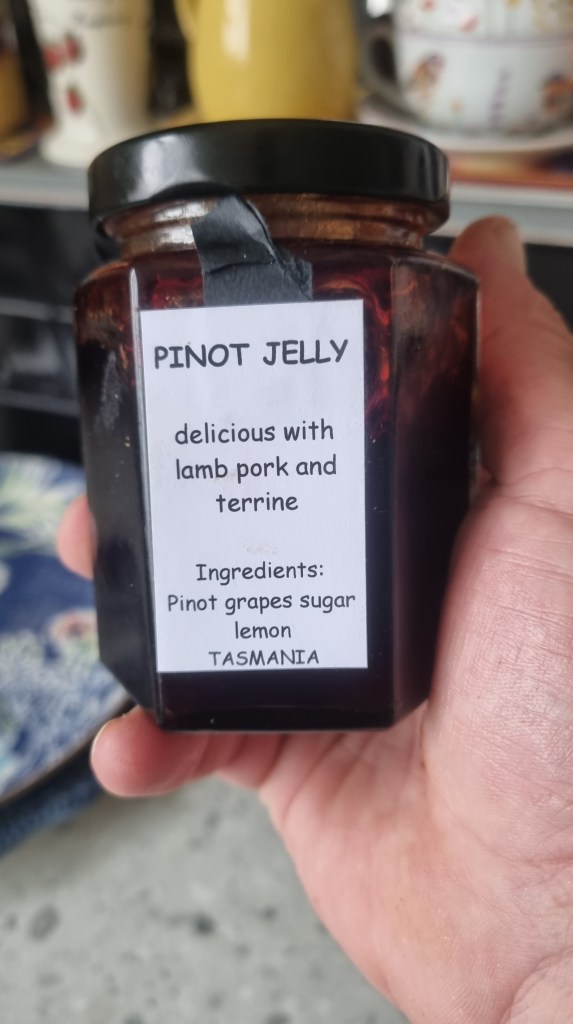 PINOT JELLY
delicious with
lamb pork and
terrine
Ingredients:
Pinot grapes sugar
lemon
TASMANIA